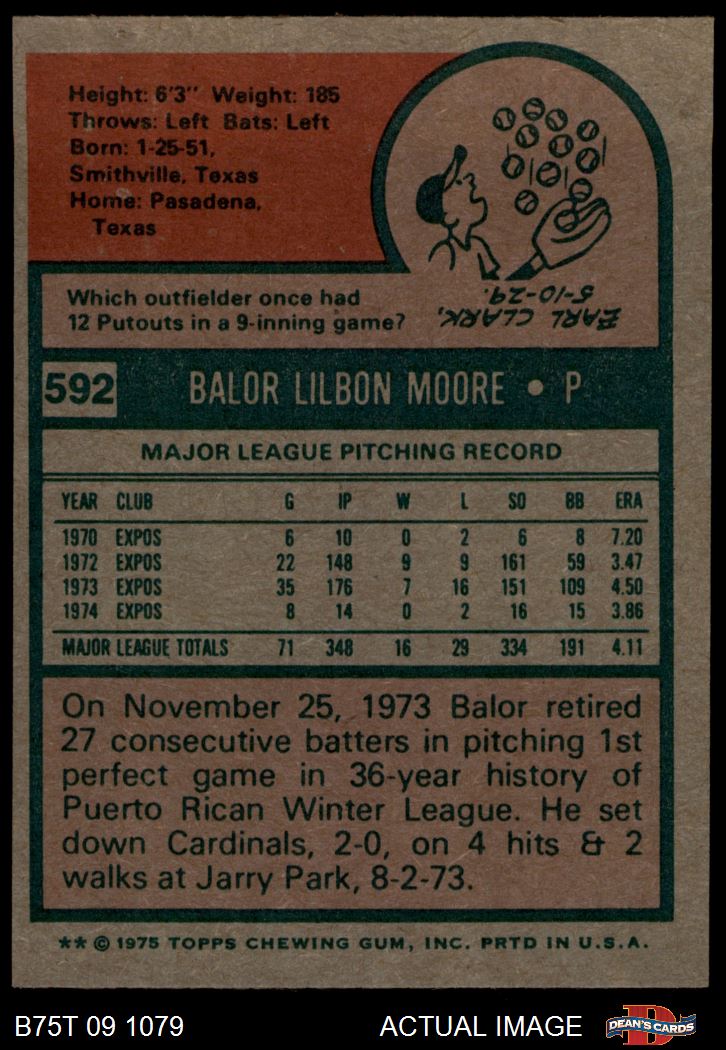 Height: 6'3" Weight: 185
Throws: Left Bats: Left
Born: 1-25-51,
Smithville, Texas
Home: Pasadena,
Texas
Which outfielder once had
12 Putouts in a 9-inning game?
EARL CLARK,
5-10-29.
592 BALOR LILBON MOORE • P
MAJOR LEAGUE PITCHING RECORD
YEAR CLUB G IP W L SO BB ERA
1970 EXPOS 6 10 0 2 6 8 7.20
1972 EXPOS 22 148 9 9 161 59 3.47
1973 EXPOS 35 176 7 16 151 109 4.50
1974 EXPOS 8 14 0 2 16 15 3.86
MAJOR LEAGUE TOTALS 71 348 16 29 334 191 4.11
On November 25, 1973 Balor retired
27 consecutive batters in pitching 1st
perfect game in 36-year history of
Puerto Rican Winter League. He set
down Cardinals, 2-0, on 4 hits & 2
walks at Jarry Park, 8-2-73.
** © 1975 TOPPS CHEWING GUM, INC. PRTD IN U.S.A.
B75T 09 1079 ACTUAL IMAGE D DEAN'S CARDS